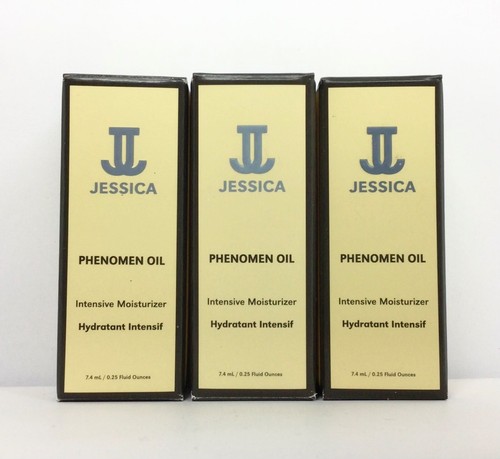 JESSICA
PHENOMEN OIL
Intensive Moisturizer
Hydratant Intensif
7.4 mL / 0.25 Fluid Ounces
JESSICA
PHENOMEN OIL
Intensive Moisturizer
Hydratant Intensif
7.4 mL / 0.25 Fluid Ounces
JESSICA
PHENOMEN OIL
Intensive Moisturizer
Hydratant Intensif
7.4 mL / 0.25 Fluid Ounces